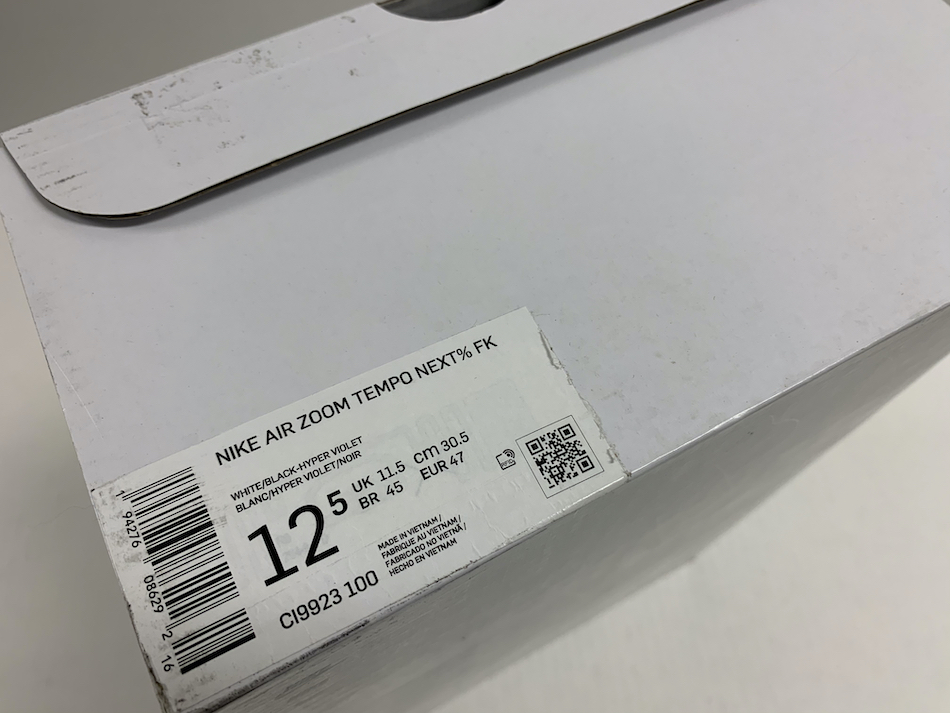 NIKE AIR ZOOM TEMPO NEXT% FK
WHITE/BLACK-HYPER VIOLET
BLANC/HYPER VIOLET/NOIR
12⁵
UK 11.5 cm 30.5
BR 45 EUR 47
MADE IN VIETNAM /
FABRIQUE AU VIETNAM /
FABRICADO NO VIETNÃ /
HECHO EN VIETNAM
CI9923 100
1 94276 08629 2 16